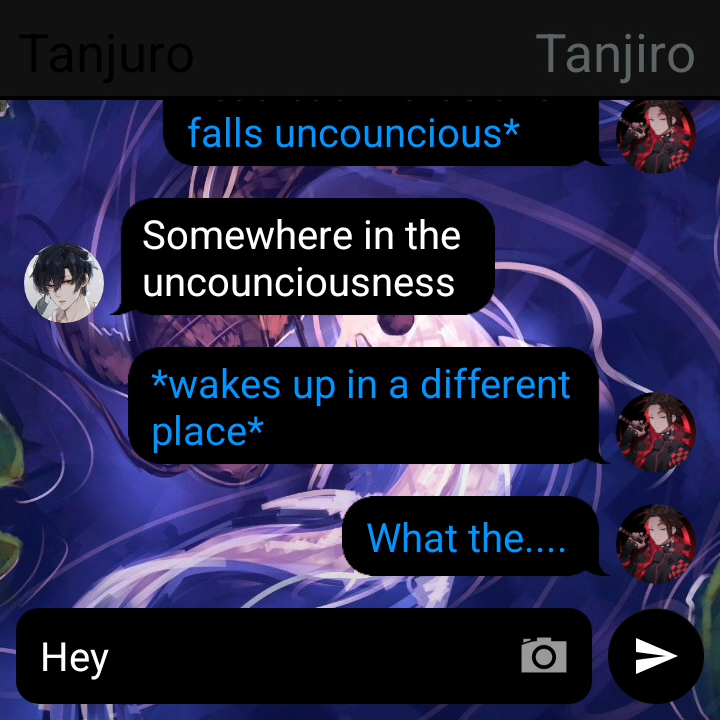 Tanjuro
Tanjiro
falls uncouncious*
Somewhere in the
uncounciousness
*wakes up in a different
place*
What the....
Hey